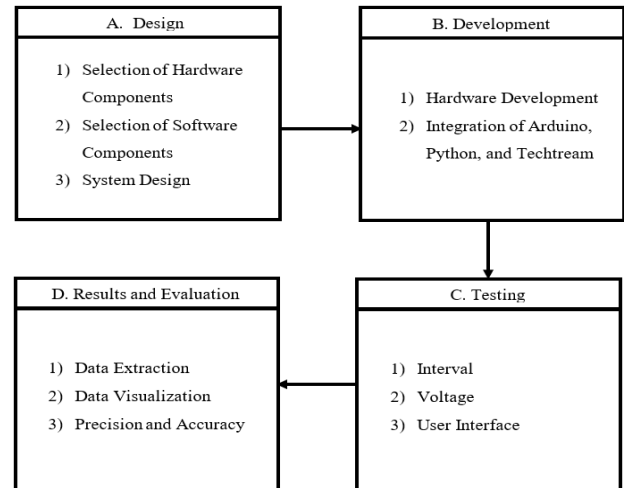 A. Design
1) Selection of Hardware
Components
2) Selection of Software
Components
3) System Design
B. Development
1) Hardware Development
2) Integration of Arduino,
Python, and Techtream
C. Testing
1) Interval
2) Voltage
3) User Interface
D. Results and Evaluation
1) Data Extraction
2) Data Visualization
3) Precision and Accuracy